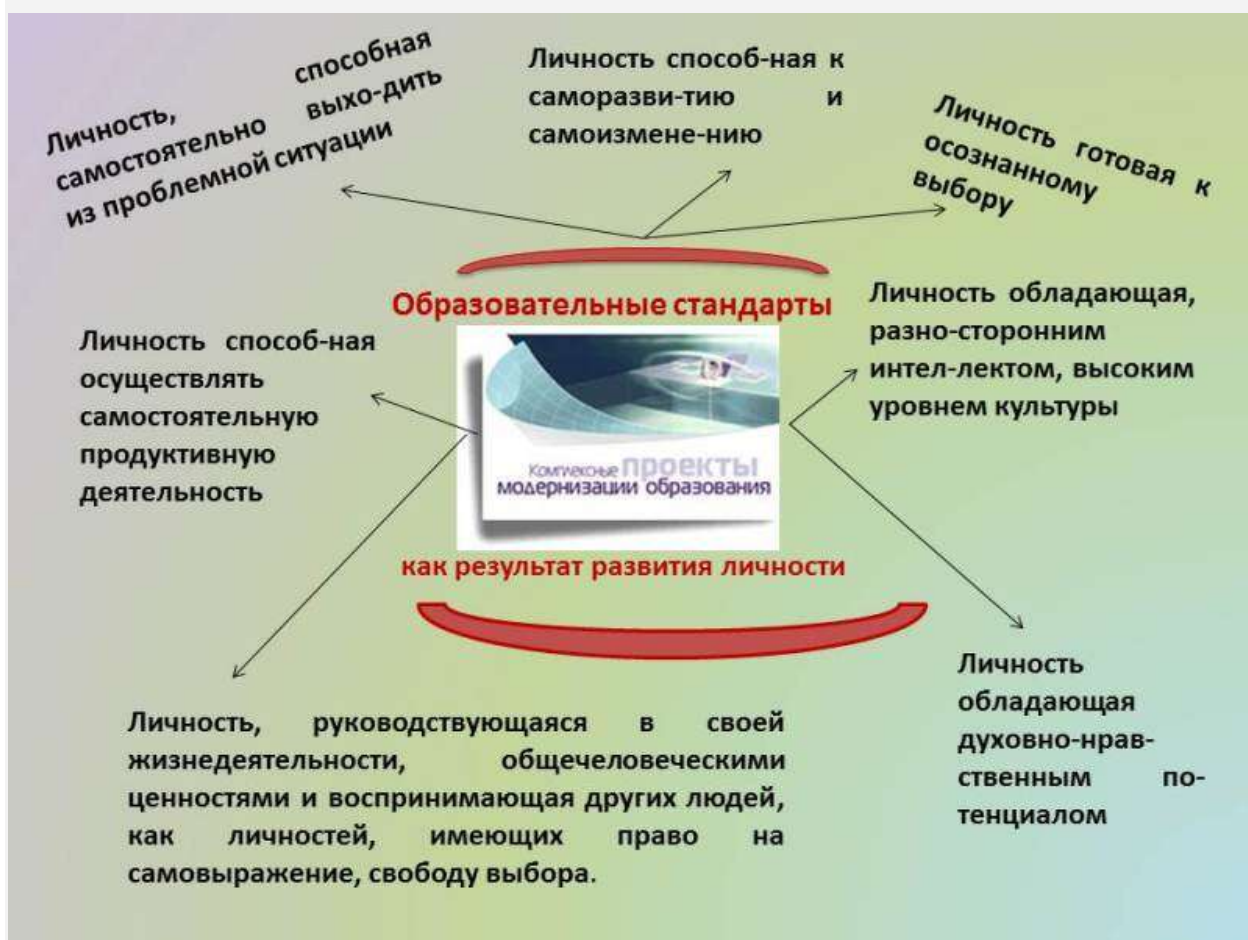 Личность, способная
самостоятельно выхо-дить
из проблемной ситуации
Личность способ-ная к
саморазви-тию и
самоизмене-нию
Личность готовая к
осознанному
выбору
Образовательные стандарты
Личность способ-ная
осуществлять
самостоятельную
продуктивную
деятельность
Личность обладающая,
разно-сторонним
интел-лектом, высоким
уровнем культуры
Комплексные проекты
модернизации образования
как результат развития личности
Личность, руководствующаяся в своей
жизнедеятельности, общечеловеческими
ценностями и воспринимающая других людей,
как личностей, имеющих право на
самовыражение, свободу выбора.
Личность
обладающая
духовно-нрав-
ственным по-
тенциалом